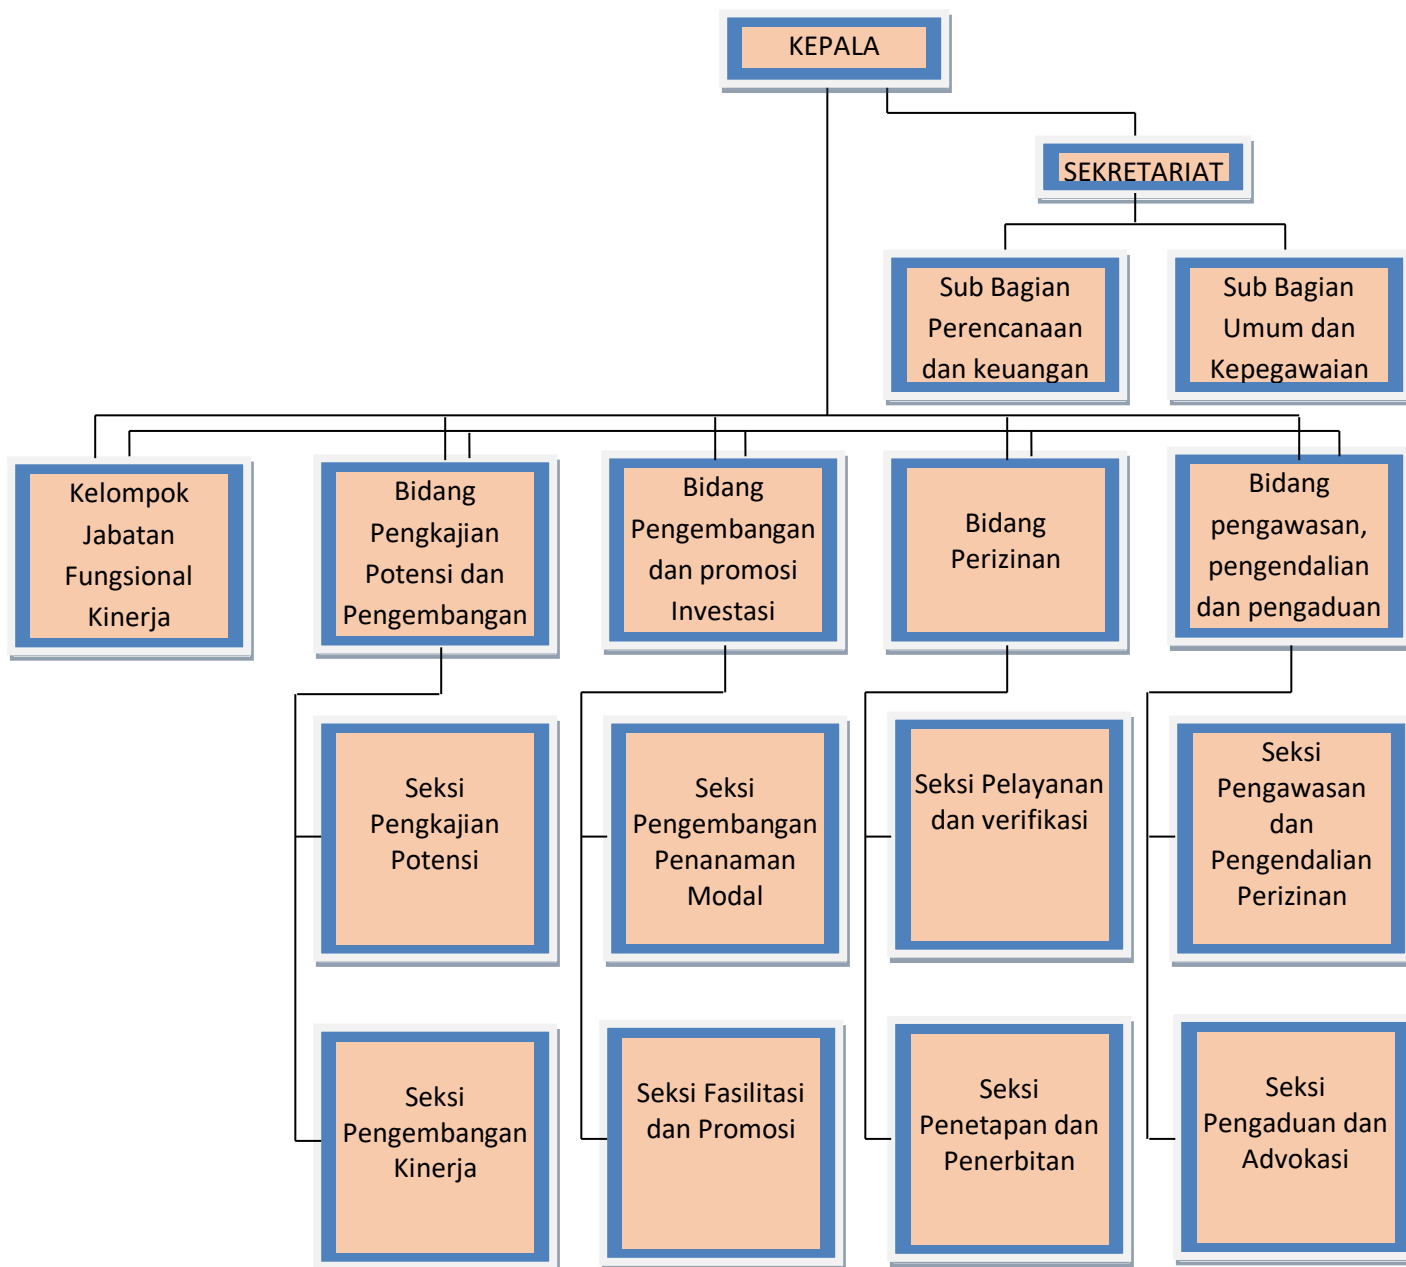 KEPALA
SEKRETARIAT
Sub Bagian
Perencanaan
dan keuangan
Sub Bagian
Umum dan
Kepegawaian
Kelompok
Jabatan
Fungsional
Kinerja
Bidang
Pengkajian
Potensi dan
Pengembangan
Bidang
Pengembangan
dan promosi
Investasi
Bidang
Perizinan
Bidang
pengawasan,
pengendalian
dan pengaduan
Seksi
Pengkajian
Potensi
Seksi
Pengembangan
Penanaman
Modal
Seksi Pelayanan
dan verifikasi
Seksi
Pengawasan
dan
Pengendalian
Perizinan
Seksi
Pengembangan
Kinerja
Seksi Fasilitasi
dan Promosi
Seksi
Penetapan dan
Penerbitan
Seksi
Pengaduan dan
Advokasi